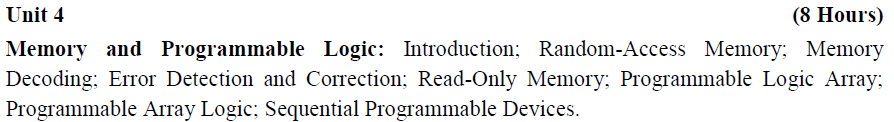 Unit 4 (8 Hours)
Memory and Programmable Logic: Introduction; Random-Access Memory; Memory
Decoding; Error Detection and Correction; Read-Only Memory; Programmable Logic Array;
Programmable Array Logic; Sequential Programmable Devices.